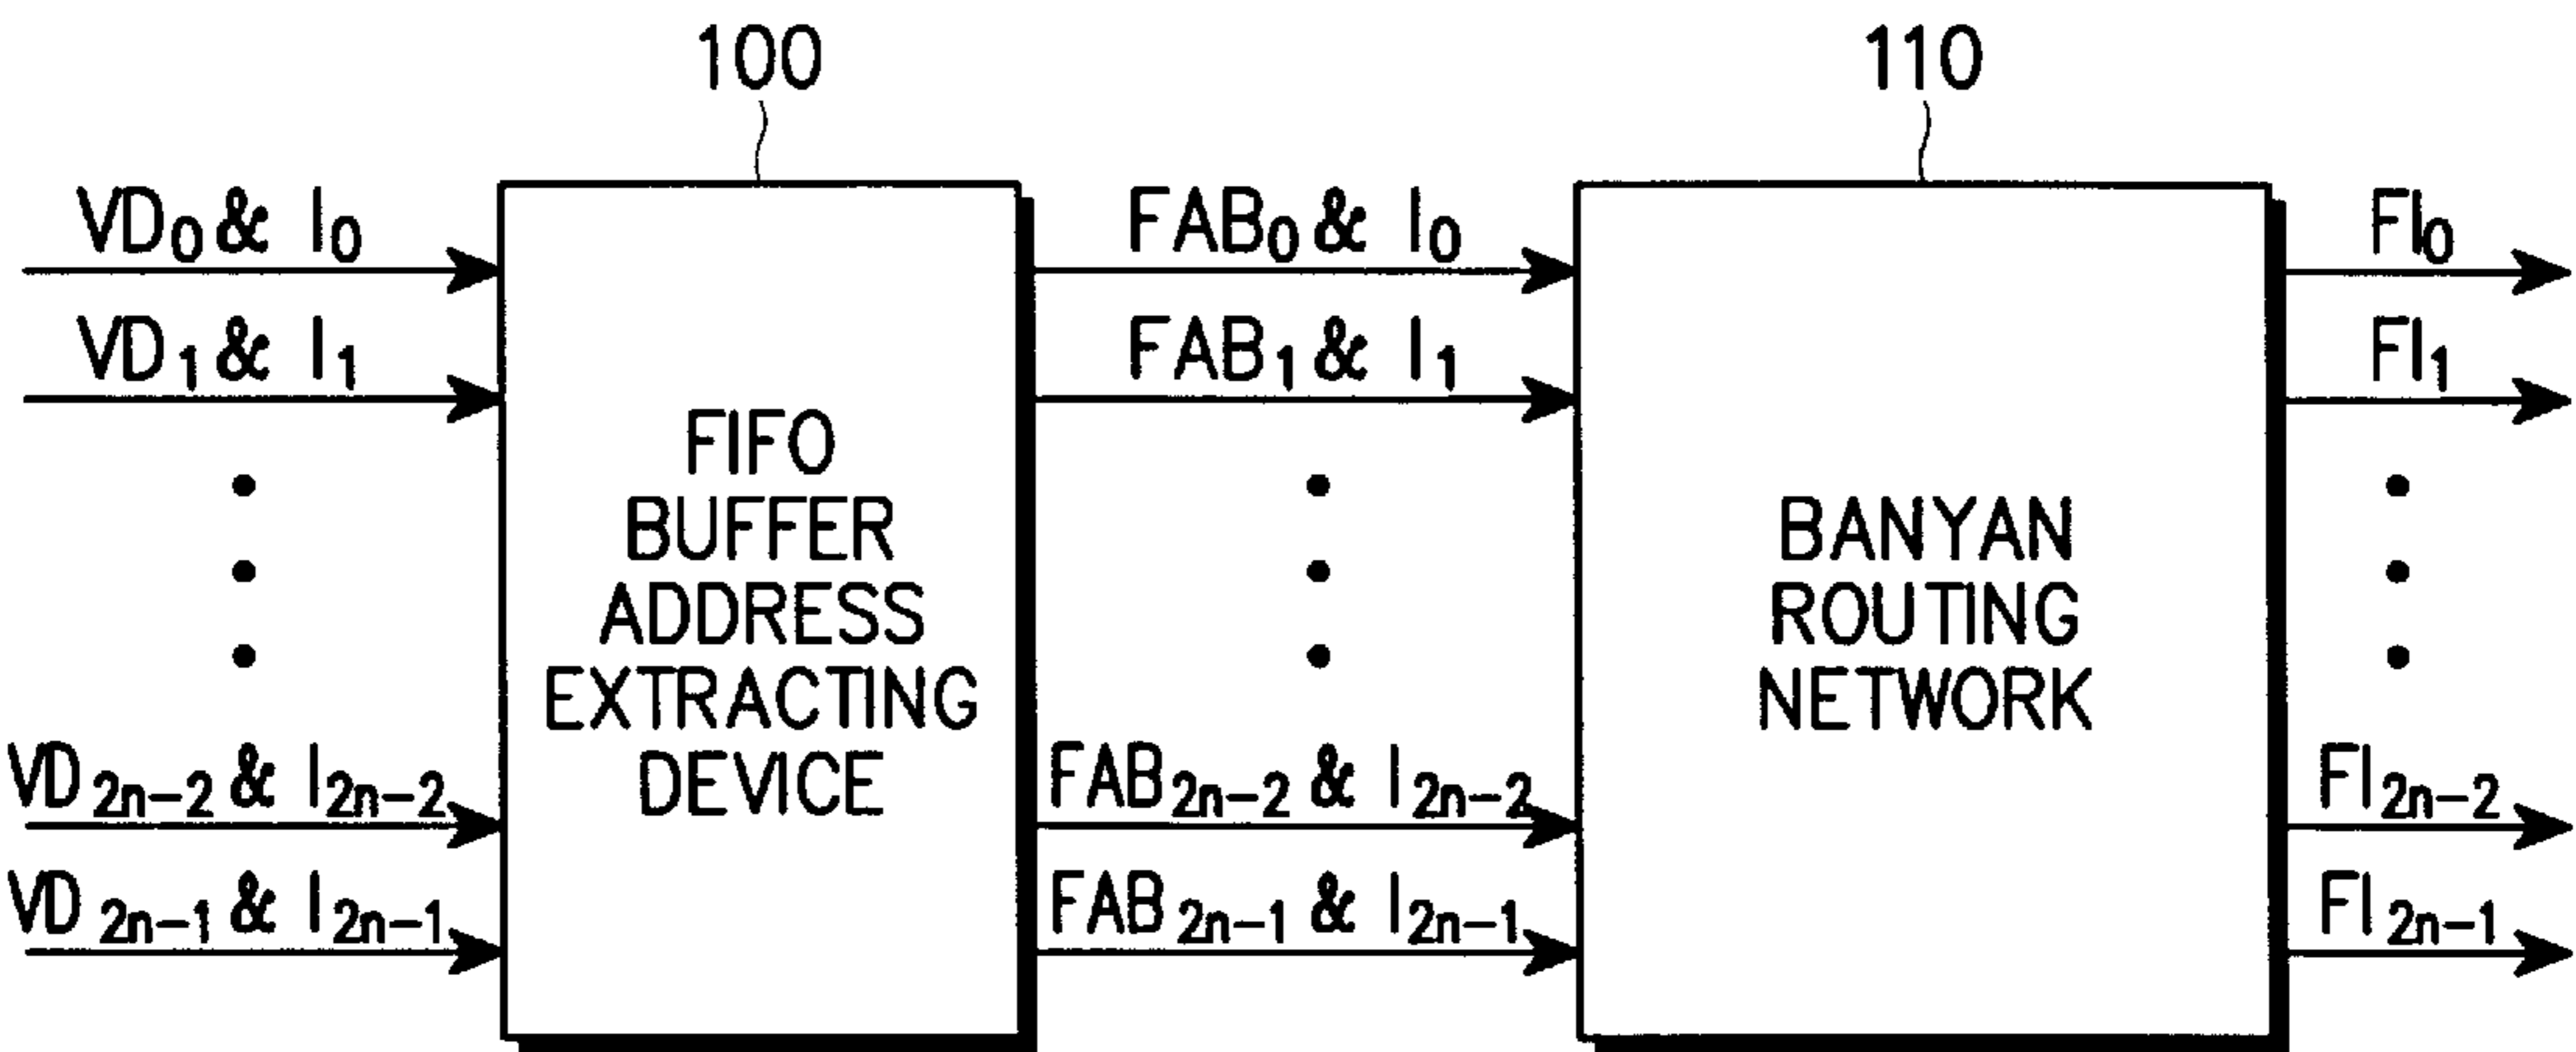 100
110
VD0 & I0
FAB0 & I0
FI0
VD1 & I1
FAB1 & I1
FI1
FIFO
BUFFER
ADDRESS
EXTRACTING
DEVICE
BANYAN
ROUTING
NETWORK
VD2n-2 & I2n-2
FAB2n-2 & I2n-2
FI2n-2
VD2n-1 & I2n-1
FAB2n-1 & I2n-1
FI2n-1